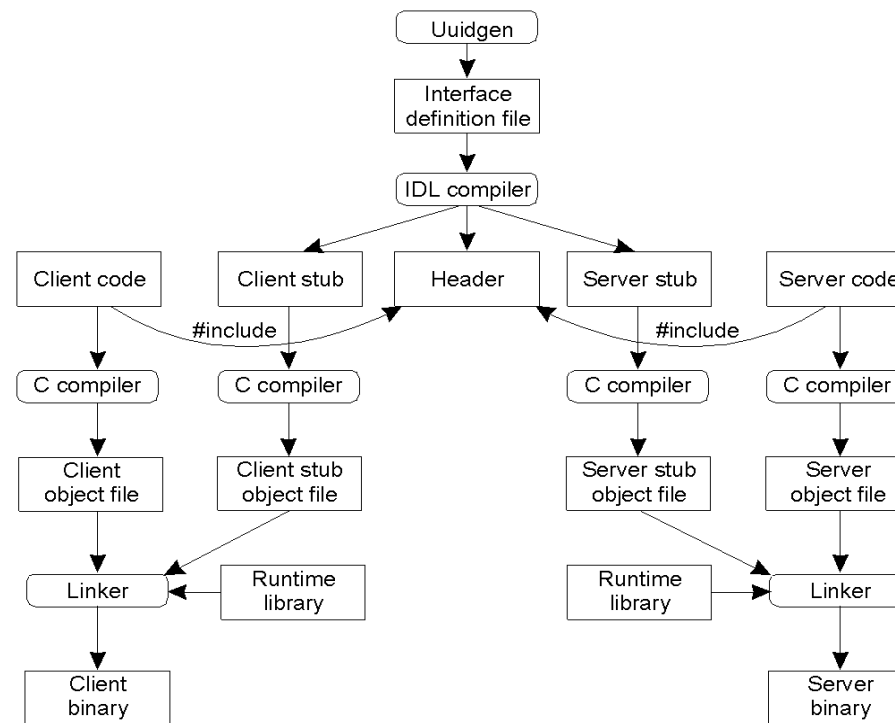 Uuidgen
Interface
definition file
IDL compiler
Client code
Client stub
Header
Server stub
Server code
#include
#include
C compiler
C compiler
C compiler
C compiler
Client
object file
Client stub
object file
Server stub
object file
Server
object file
Linker
Runtime
library
Runtime
library
Linker
Client
binary
Server
binary